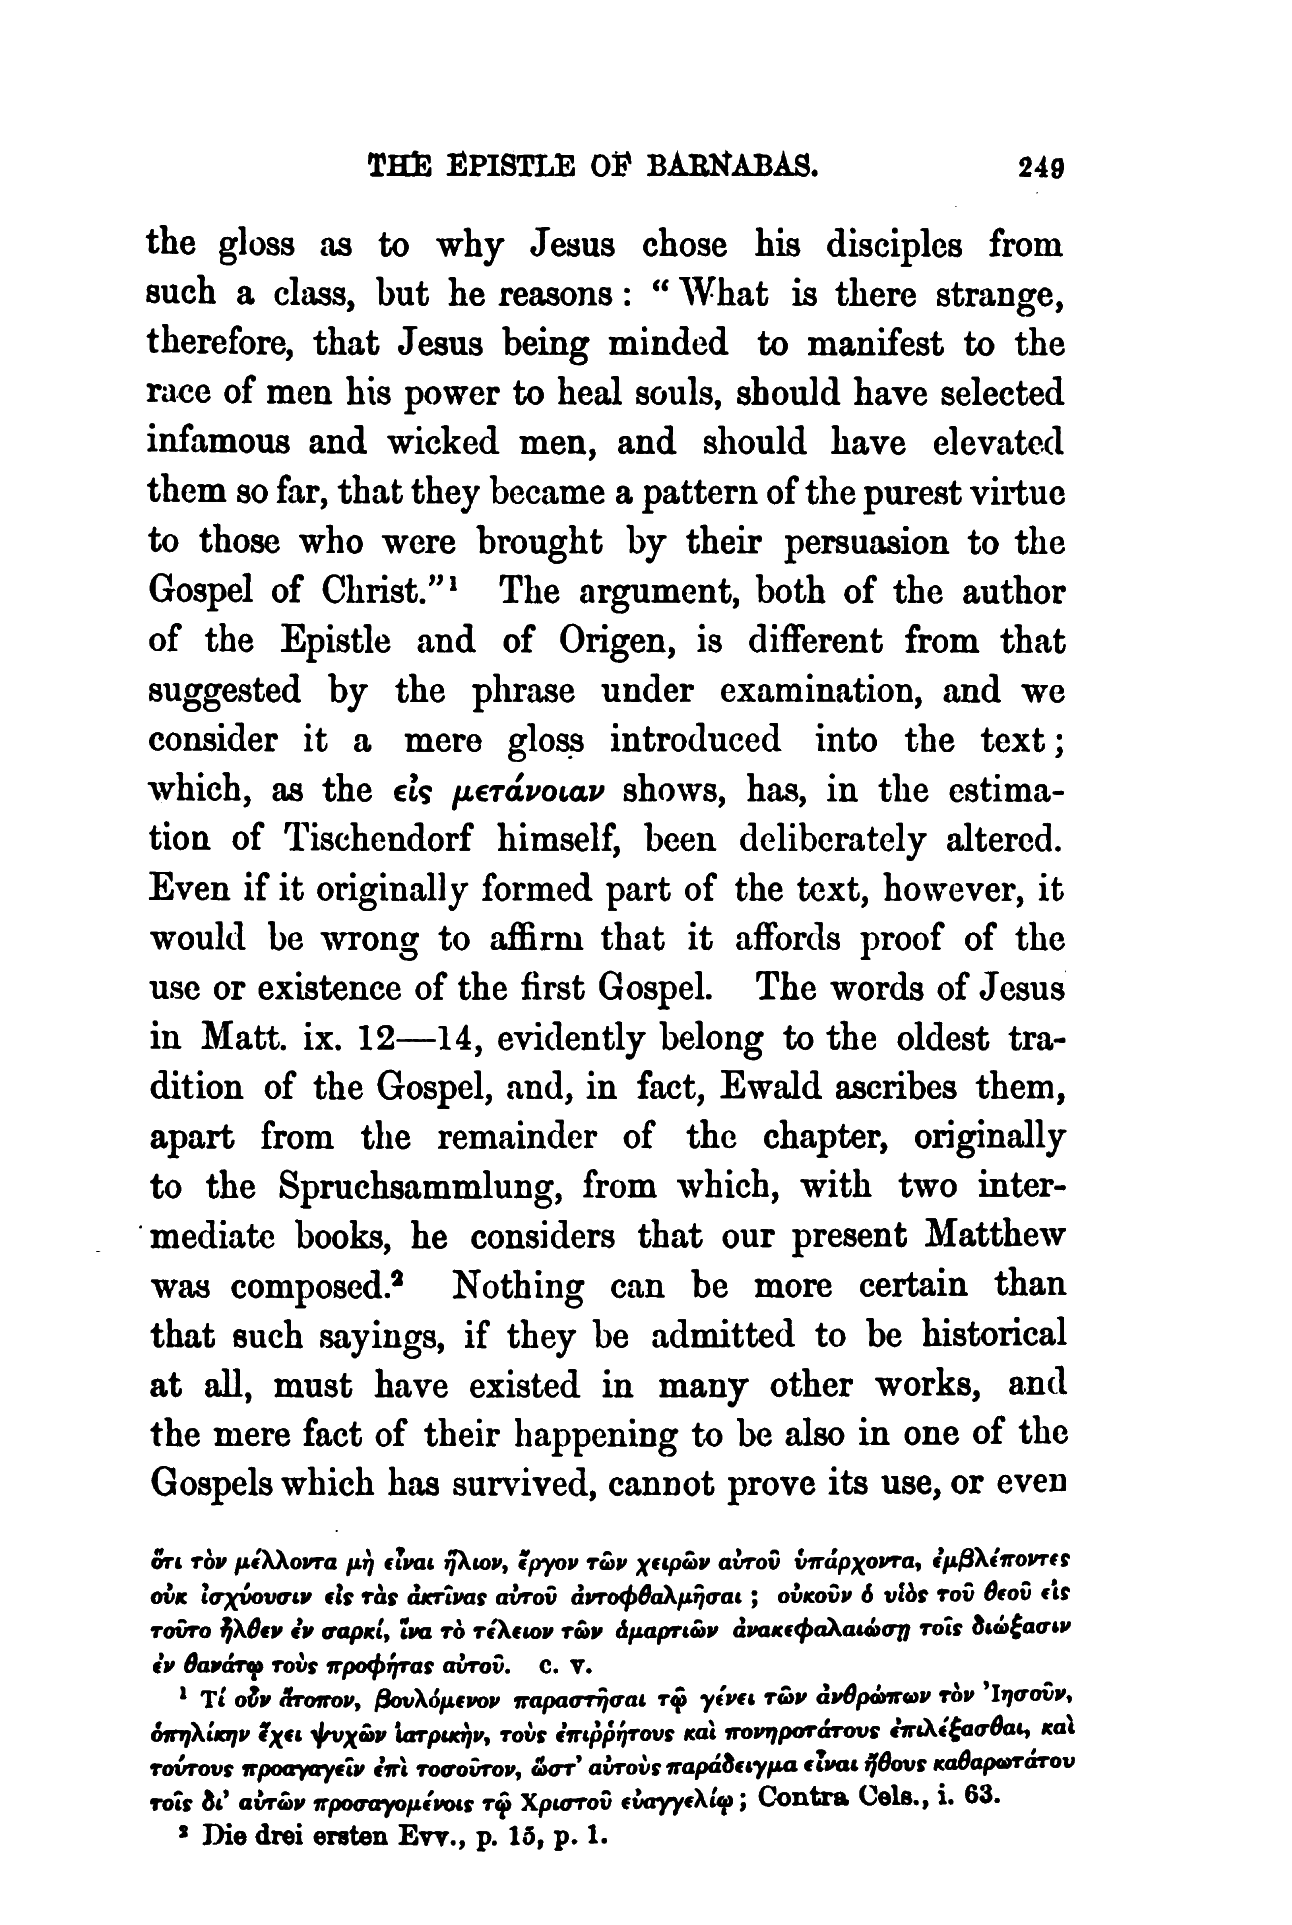 THE EPISTLE OF BARNABAS. 249
the gloss as to why Jesus chose his disciples from
such a class, but he reasons : “ What is there strange,
therefore, that Jesus being minded to manifest to the
race of men his power to heal souls, should have selected
infamous and wicked men, and should have elevated
them so far, that they became a pattern of the purest virtue
to those who were brought by their persuasion to the
Gospel of Christ.”¹ The argument, both of the author
of the Epistle and of Origen, is different from that
suggested by the phrase under examination, and we
consider it a mere gloss introduced into the text ;
which, as the εἰς μετάνοιαν shows, has, in the estima-
tion of Tischendorf himself, been deliberately altered.
Even if it originally formed part of the text, however, it
would be wrong to affirm that it affords proof of the
use or existence of the first Gospel. The words of Jesus
in Matt. ix. 12—14, evidently belong to the oldest tra-
dition of the Gospel, and, in fact, Ewald ascribes them,
apart from the remainder of the chapter, originally
to the Spruchsammlung, from which, with two inter-
mediate books, he considers that our present Matthew
was composed.² Nothing can be more certain than
that such sayings, if they be admitted to be historical
at all, must have existed in many other works, and
the mere fact of their happening to be also in one of the
Gospels which has survived, cannot prove its use, or even
ὅτι τὸν μέλλοντα μὴ εἶναι ἥλιον, ἔργον τῶν χειρῶν αὐτοῦ ὑπάρχοντα, ἐμβλέποντες
οὐκ ἰσχύουσιν εἰς τὰς ἀκτῖνας αὐτοῦ ἀντοφθαλμῆσαι ; οὐκοῦν ὁ υἱὸς τοῦ θεοῦ εἰς
τοῦτο ἦλθεν ἐν σαρκί, ἵνα τὸ τέλειον τῶν ἁμαρτιῶν ἀνακεφαλαιώσῃ τοῖς διώξασιν
ἐν θανάτῳ τοὺς προφήτας αὐτοῦ. c. v.
¹ Τί οὖν ἄτοπον, βουλόμενον παραστῆσαι τῷ γένει τῶν ἀνθρώπων τὸν Ἰησοῦν,
ὁπηλίκην ἔχει ψυχῶν ἰατρικὴν, τοὺς ἐπιῤῥήτους καὶ πονηροτάτους ἐπιλέξασθαι, καὶ
τούτους προαγαγεῖν ἐπὶ τοσοῦτον, ὥστ’ αὐτοὺς παράδειγμα εἶναι ἤθους καθαρωτάτου
τοῖς δι’ αὐτῶν προσαγομένοις τῷ Χριστοῦ εὐαγγελίῳ ; Contra Cels., i. 63.
² Die drei ersten Evv., p. 15, p. 1.